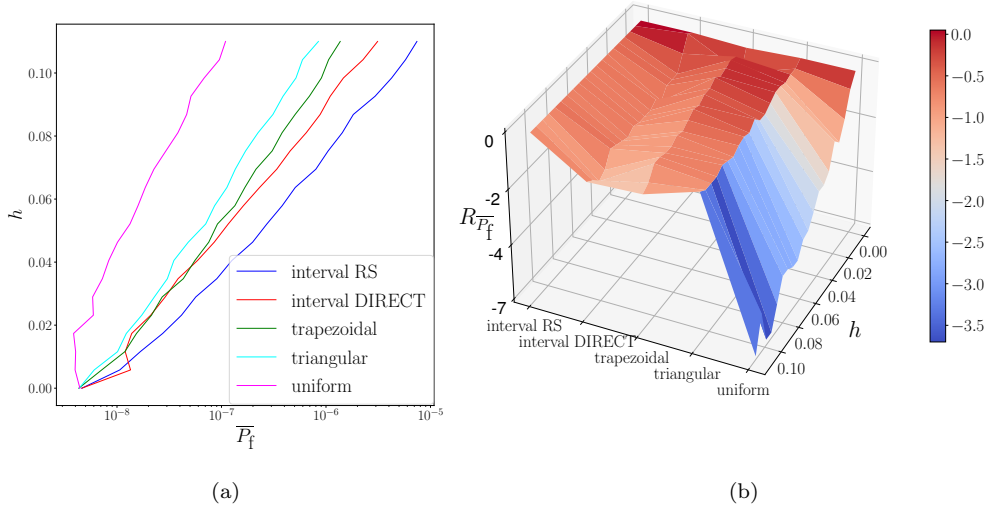 0.10
0.08
0.06
0.04
0.02
0.00
h
10⁻⁸
10⁻⁷
10⁻⁶
10⁻⁵
P̅f
interval RS
interval DIRECT
trapezoidal
triangular
uniform
(a)
0
-2
-4
-7
R P̅f
interval RS
interval DIRECT
trapezoidal
triangular
uniform
0.00
0.02
0.04
0.06
0.08
0.10
h
0.0
−0.5
−1.0
−1.5
−2.0
−2.5
−3.0
−3.5
(b)